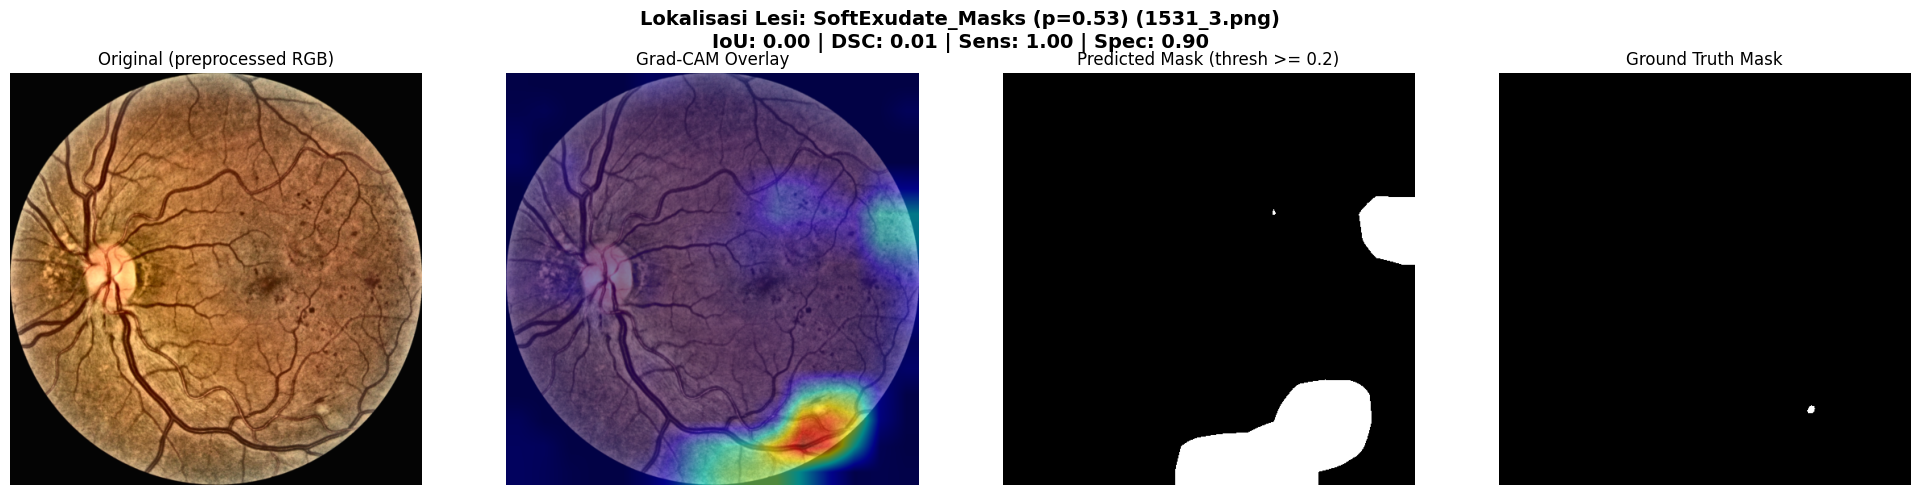 Lokalisasi Lesi: SoftExudate_Masks (p=0.53) (1531_3.png)
IoU: 0.00 | DSC: 0.01 | Sens: 1.00 | Spec: 0.90
Original (preprocessed RGB)
Grad-CAM Overlay
Predicted Mask (thresh >= 0.2)
Ground Truth Mask